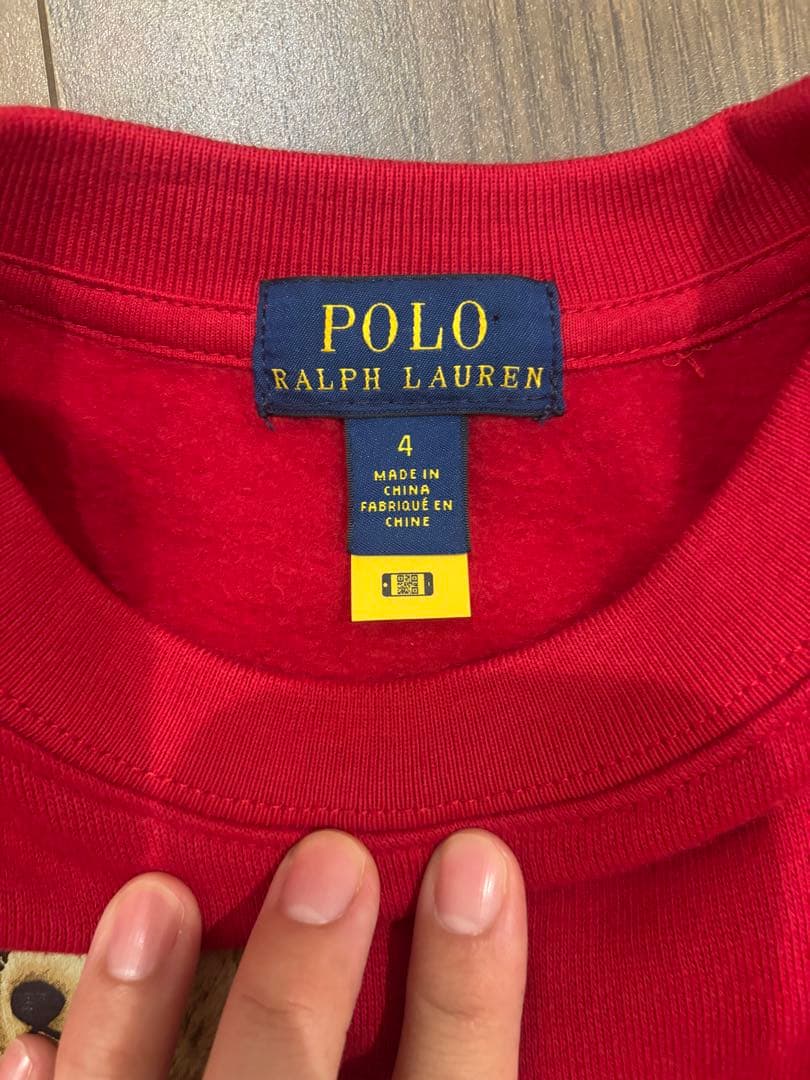 POLO
RALPH LAUREN
4
MADE IN
CHINA
FABRIQUÉ EN
CHINE